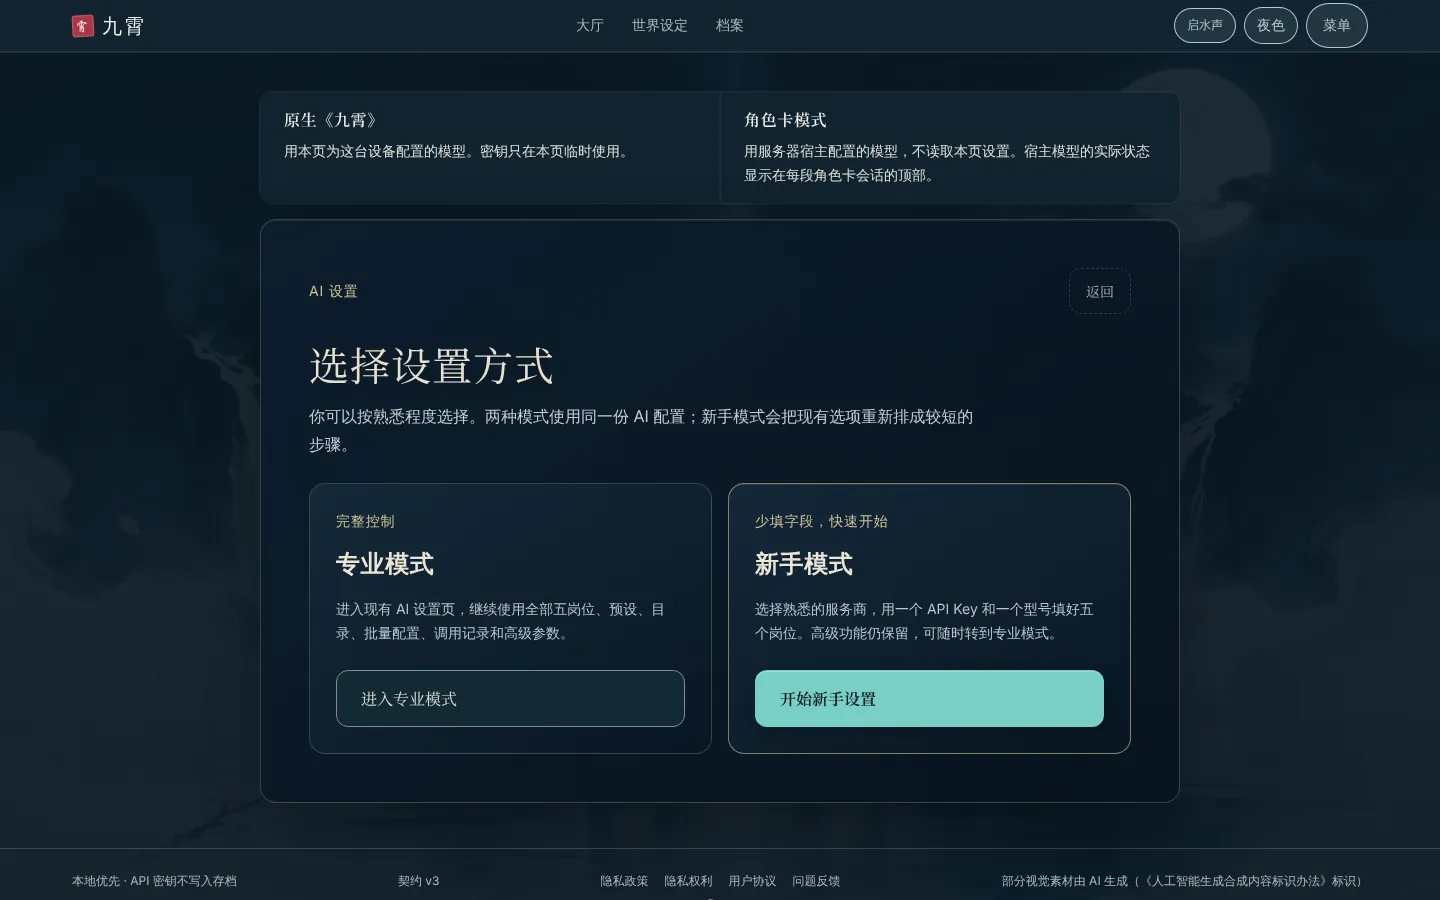 霄 九霄
大厅 世界设定 档案
启水声 夜色 菜单
原生《九霄》
用本页为这台设备配置的模型。密钥只在本页临时使用。
角色卡模式
用服务器宿主配置的模型，不读取本页设置。宿主模型的实际状态
显示在每段角色卡会话的顶部。
AI 设置
返回
选择设置方式
你可以按熟悉程度选择。两种模式使用同一份 AI 配置；新手模式会把现有选项重新排成较短的
步骤。
完整控制
专业模式
进入现有 AI 设置页，继续使用全部五岗位、预设、目
录、批量配置、调用记录和高级参数。
进入专业模式
少填字段，快速开始
新手模式
选择熟悉的服务商，用一个 API Key 和一个型号填好五
个岗位。高级功能仍保留，可随时转到专业模式。
开始新手设置
本地优先 · API 密钥不写入存档
契约 v3
隐私政策 隐私权利 用户协议 问题反馈
部分视觉素材由 AI 生成（《人工智能生成合成内容标识办法》标识）